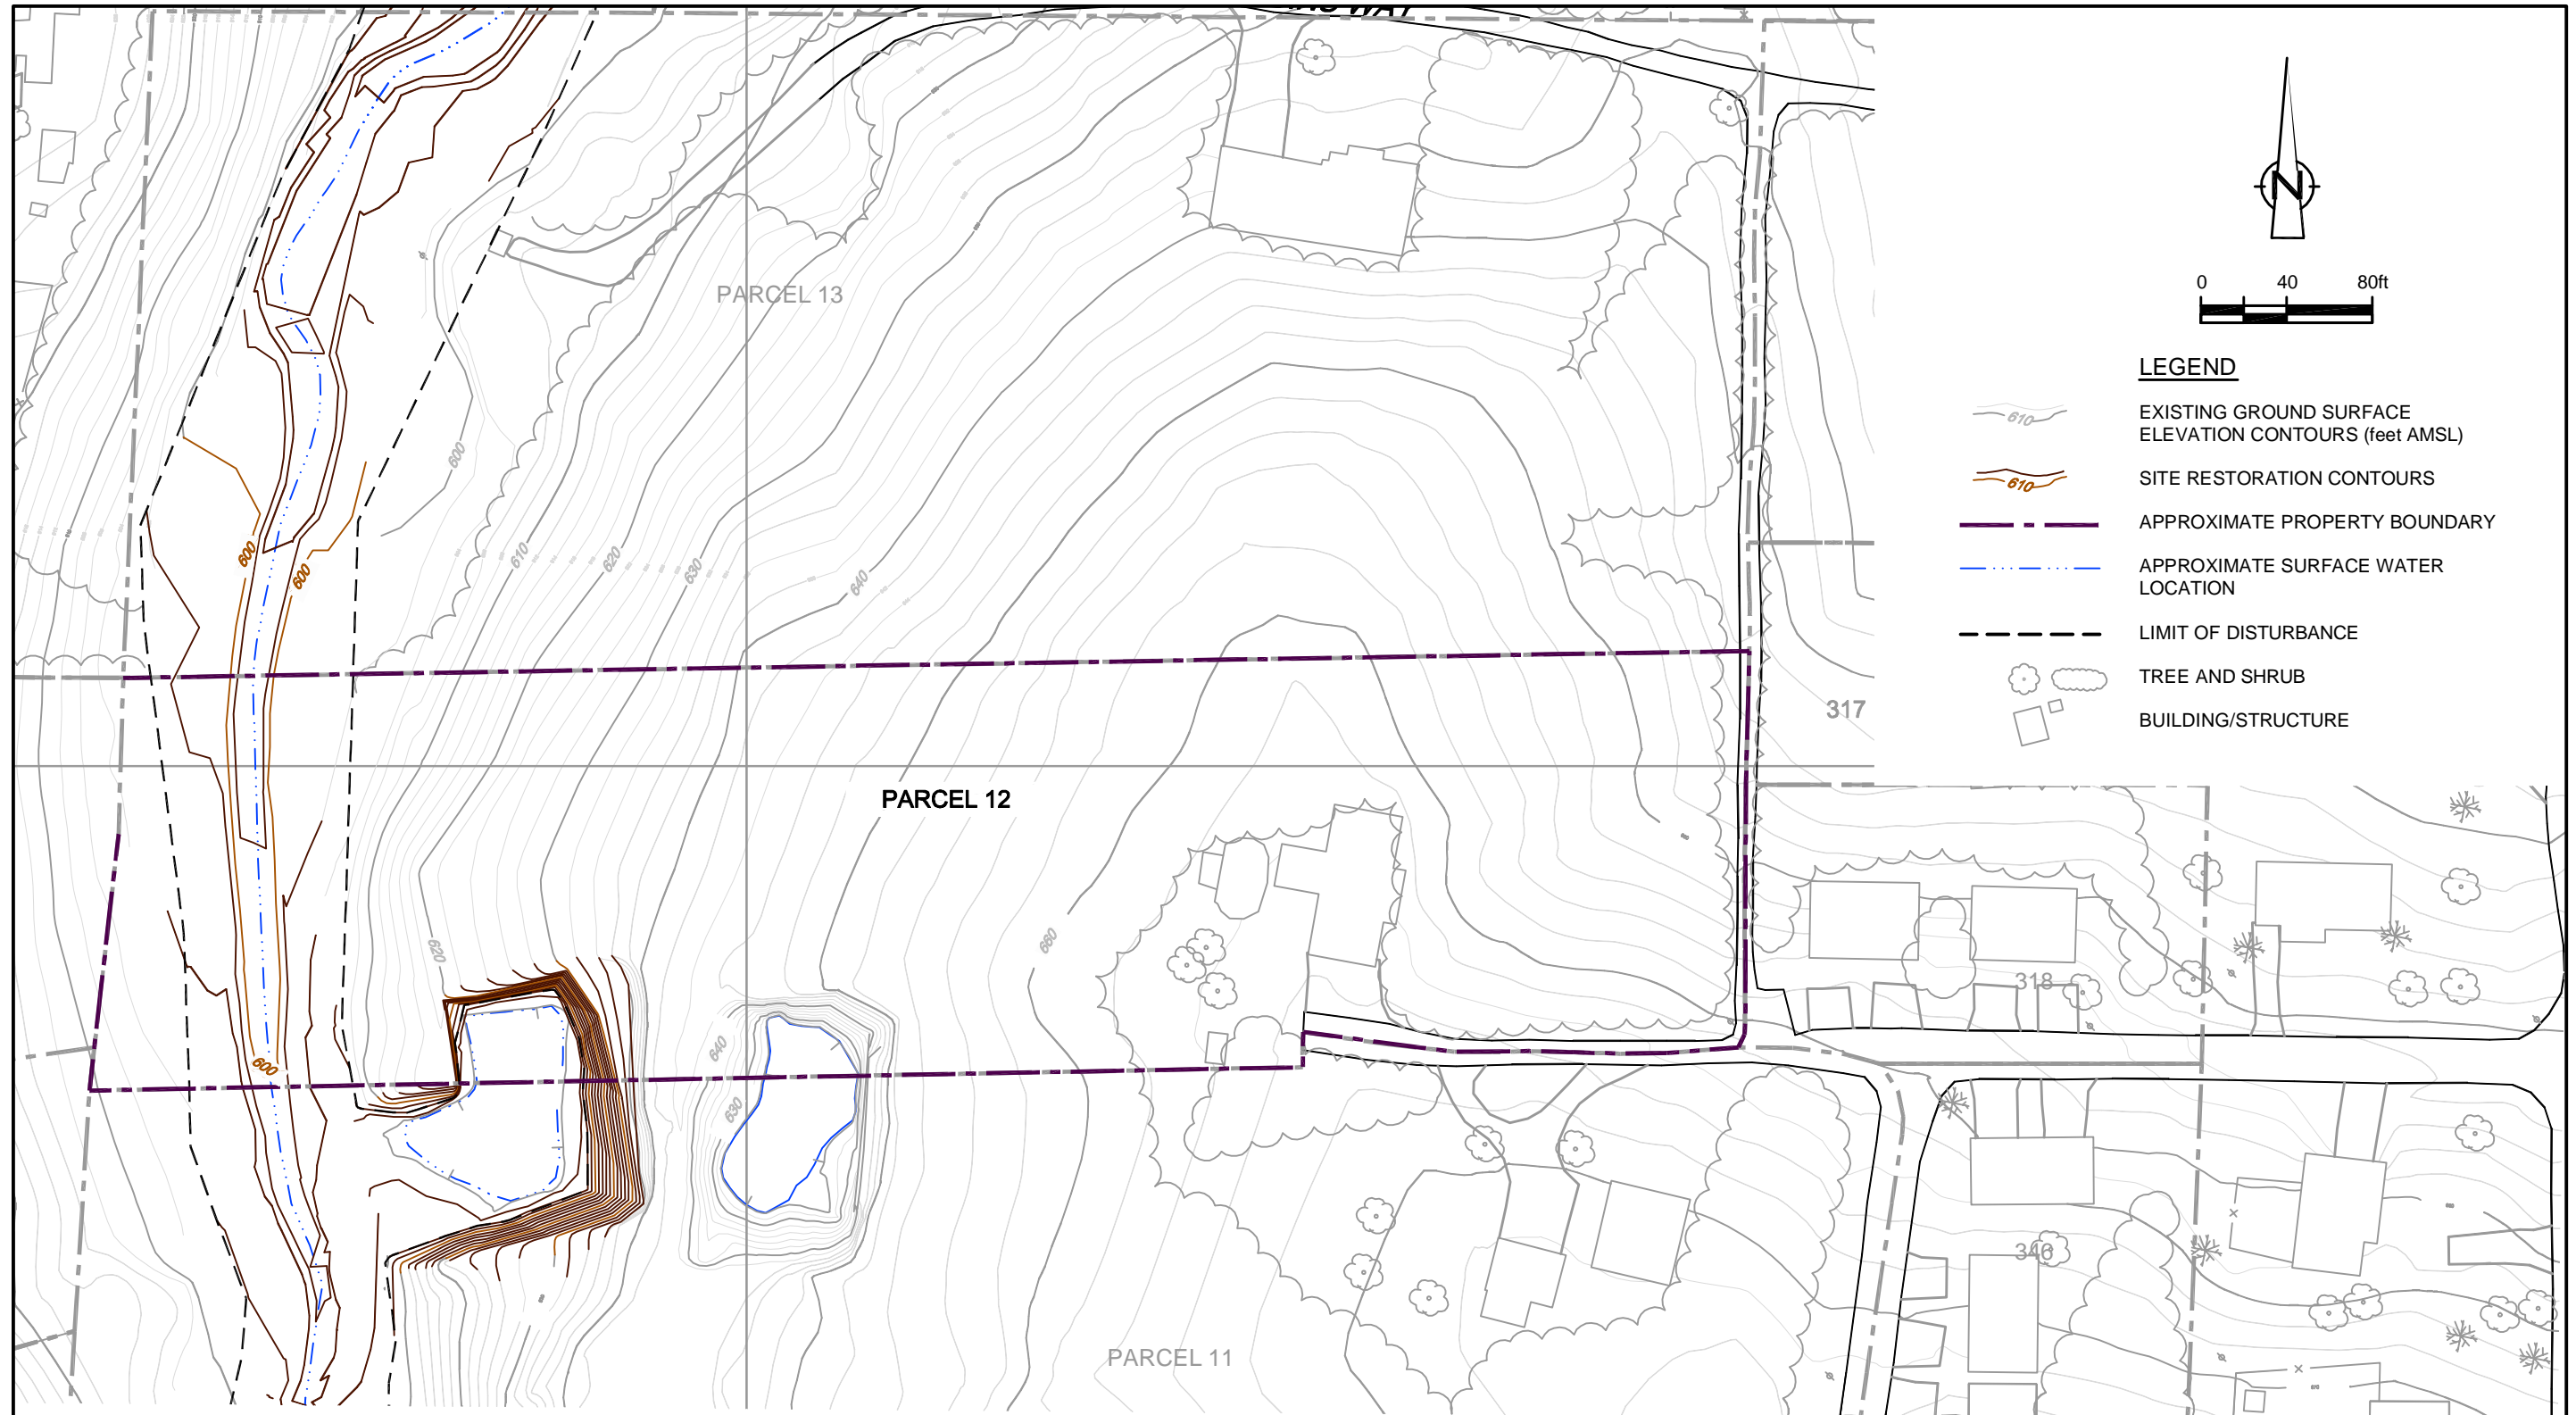 WAY
N
0 40 80ft
LEGEND
610
EXISTING GROUND SURFACE
ELEVATION CONTOURS (feet AMSL)
610
SITE RESTORATION CONTOURS
APPROXIMATE PROPERTY BOUNDARY
APPROXIMATE SURFACE WATER
LOCATION
LIMIT OF DISTURBANCE
TREE AND SHRUB
BUILDING/STRUCTURE
PARCEL 13
600
600
600
610
620
630
640
317
PARCEL 12
620
660
318
640
600
630
346
PARCEL 11